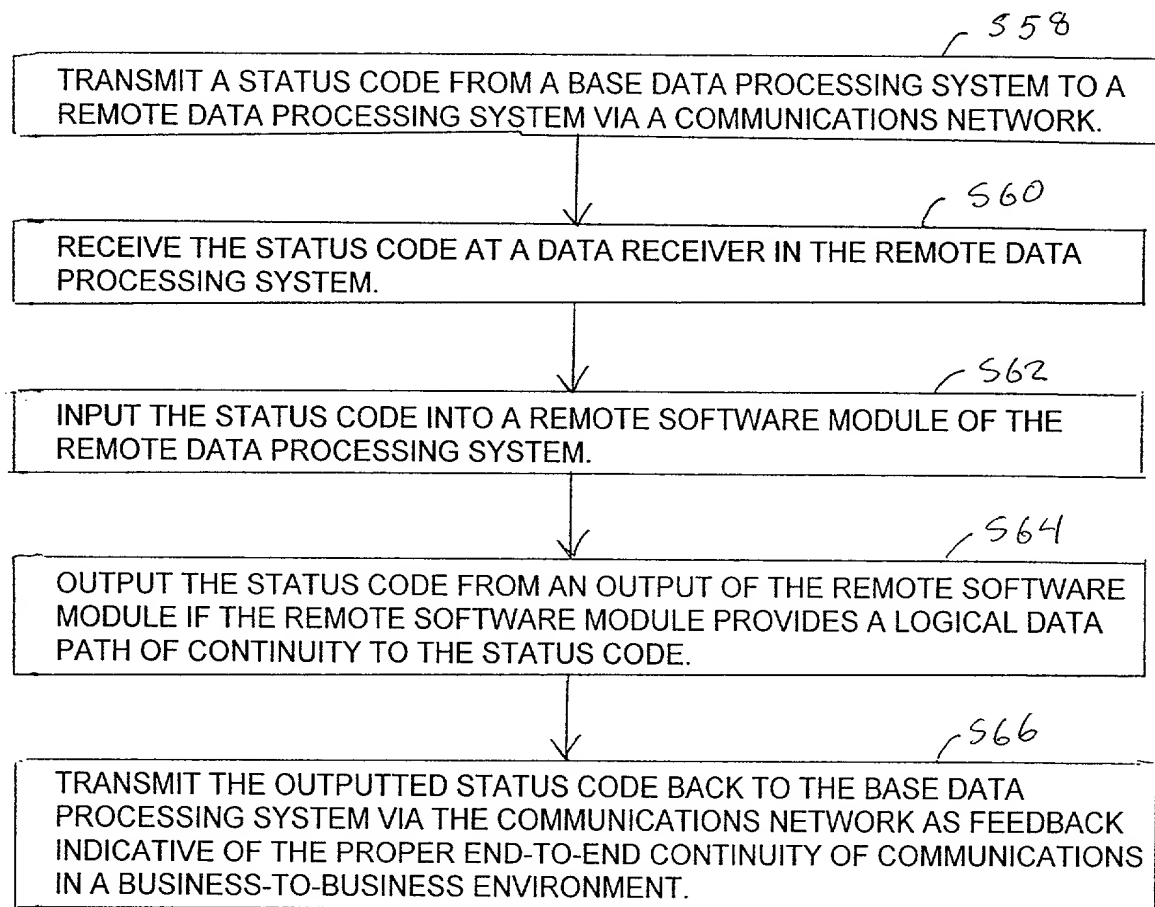 S58
TRANSMIT A STATUS CODE FROM A BASE DATA PROCESSING SYSTEM TO A
REMOTE DATA PROCESSING SYSTEM VIA A COMMUNICATIONS NETWORK.
S60
RECEIVE THE STATUS CODE AT A DATA RECEIVER IN THE REMOTE DATA
PROCESSING SYSTEM.
S62
INPUT THE STATUS CODE INTO A REMOTE SOFTWARE MODULE OF THE
REMOTE DATA PROCESSING SYSTEM.
S64
OUTPUT THE STATUS CODE FROM AN OUTPUT OF THE REMOTE SOFTWARE
MODULE IF THE REMOTE SOFTWARE MODULE PROVIDES A LOGICAL DATA
PATH OF CONTINUITY TO THE STATUS CODE.
S66
TRANSMIT THE OUTPUTTED STATUS CODE BACK TO THE BASE DATA
PROCESSING SYSTEM VIA THE COMMUNICATIONS NETWORK AS FEEDBACK
INDICATIVE OF THE PROPER END-TO-END CONTINUITY OF COMMUNICATIONS
IN A BUSINESS-TO-BUSINESS ENVIRONMENT.